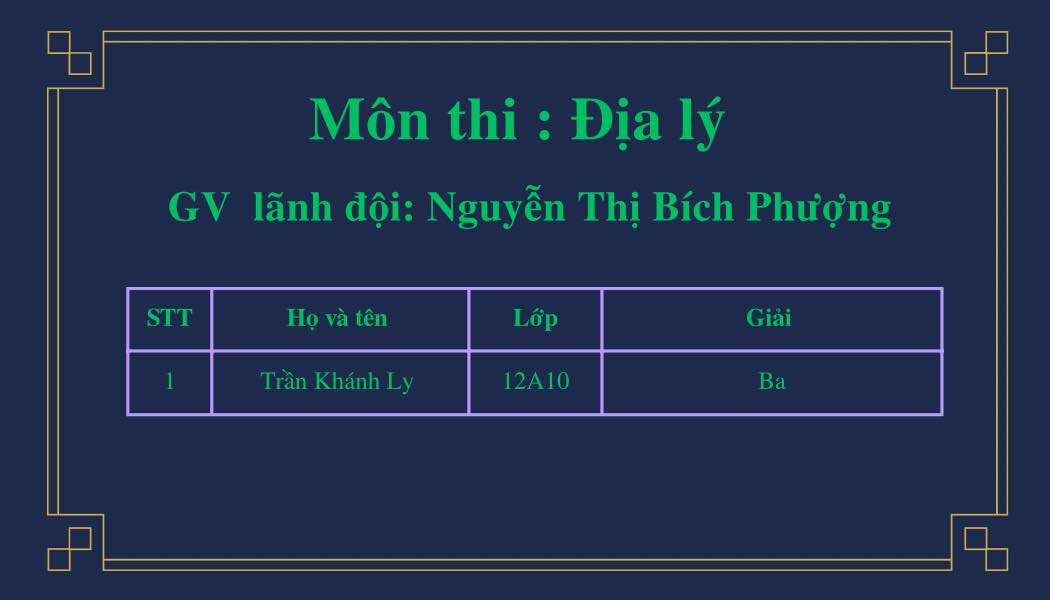 Môn thi : Địa lý
GV lãnh đội: Nguyễn Thị Bích Phượng
STT Họ và tên Lớp Giải
1 Trần Khánh Ly 12A10 Ba